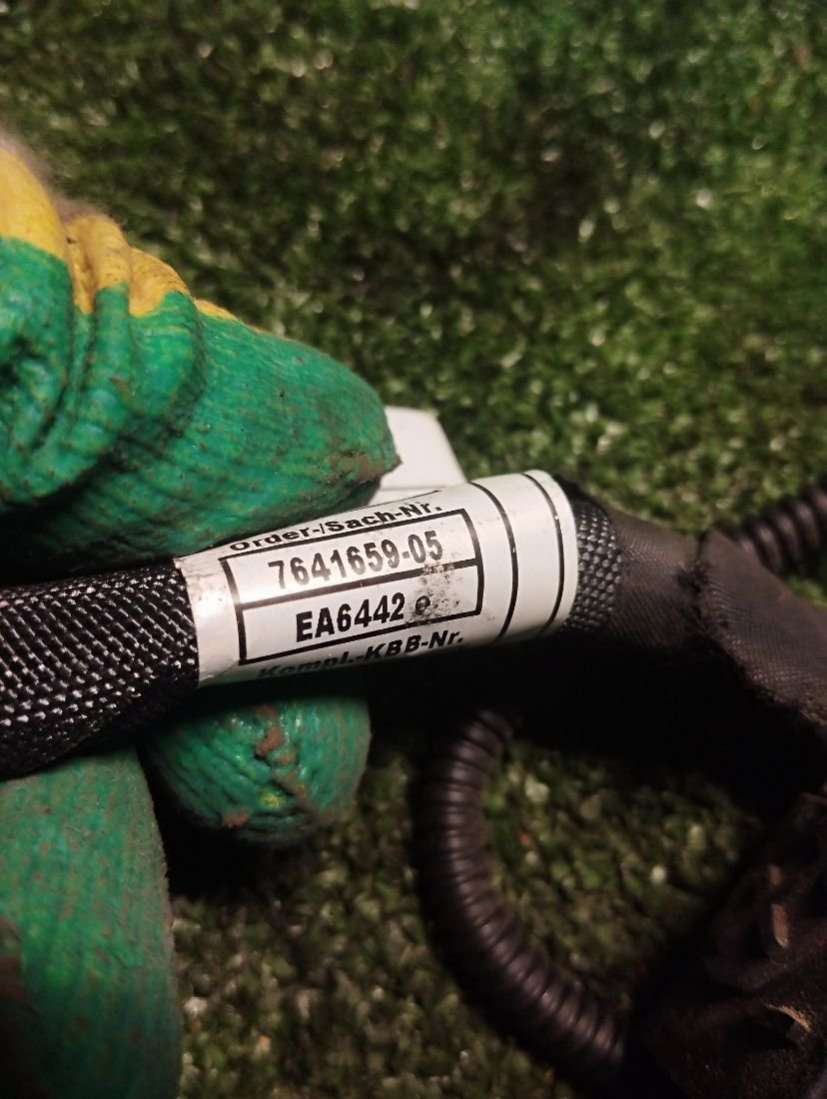 Order-/Sach-Nr.
7641659-05
EA6442 e
Kompl.-KBB-Nr.